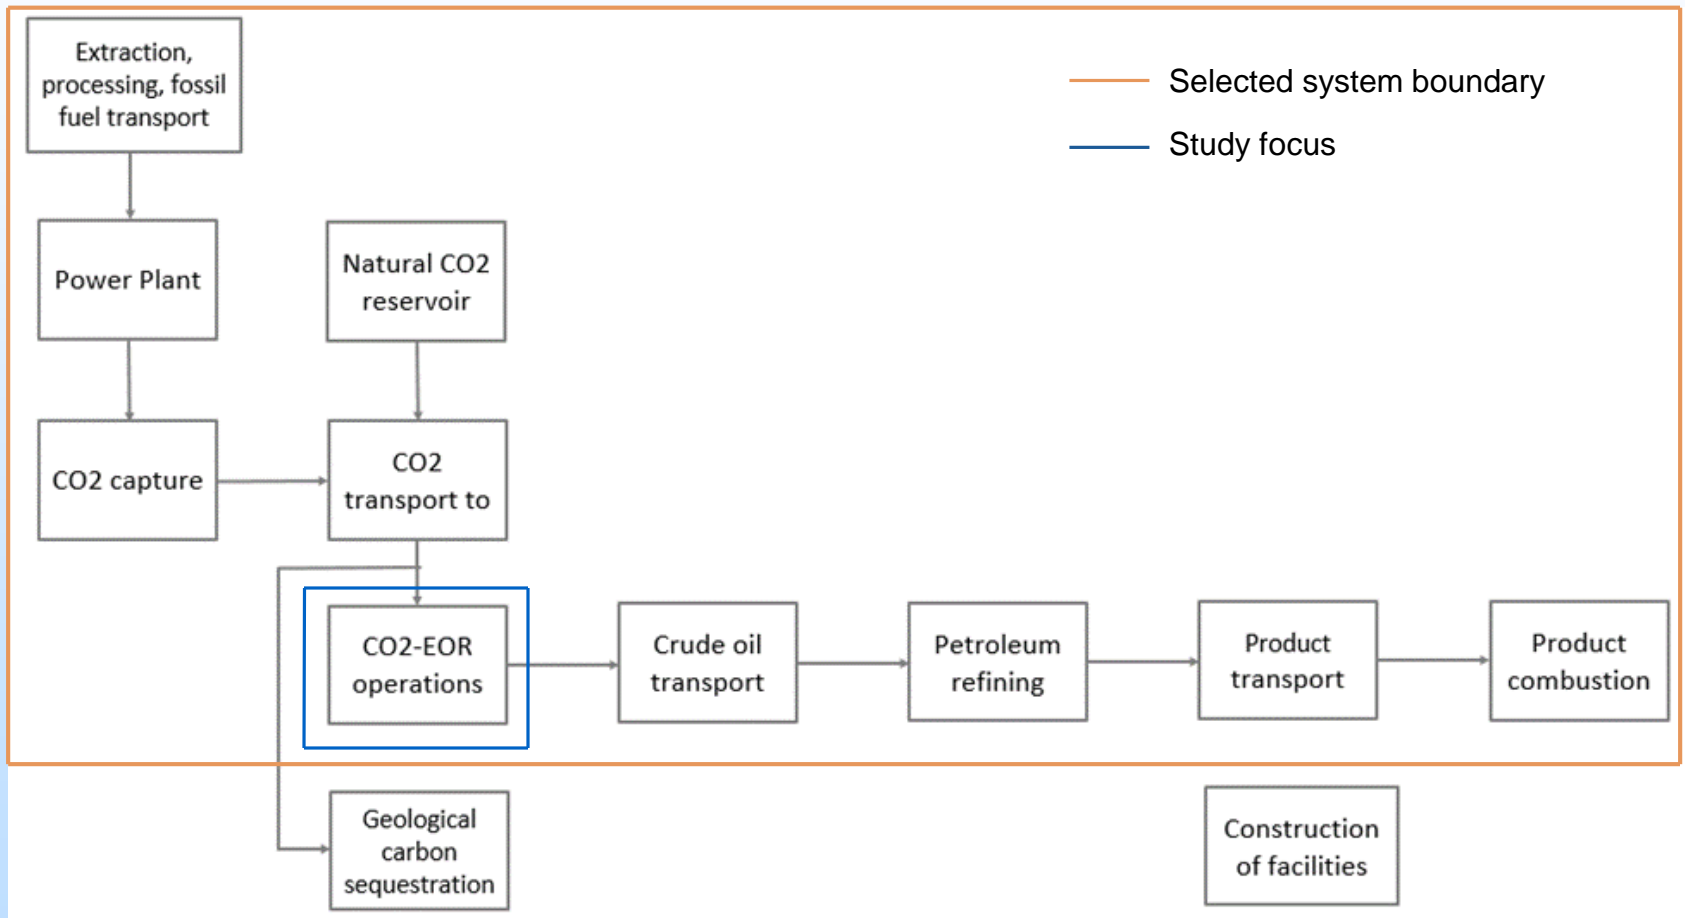 Extraction,
processing, fossil
fuel transport
Selected system boundary
Study focus
Power Plant
Natural CO2
reservoir
CO2 capture
CO2
transport to
CO2-EOR
operations
Crude oil
transport
Petroleum
refining
Product
transport
Product
combustion
Geological
carbon
sequestration
Construction
of facilities